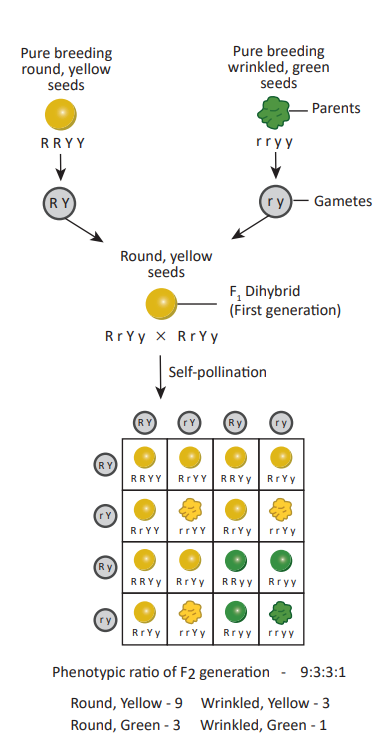 Pure breeding
round, yellow
seeds
Pure breeding
wrinkled, green
seeds
Parents
R R Y Y
r r y y
R Y
r y
Gametes
Round, yellow
seeds
F1 Dihybrid
(First generation)
R r Y y × R r Y y
Self-pollination
R Y r Y R y r y
R Y
R R Y Y R r Y Y R R Y y R r Y y
r Y
R r Y Y r r Y Y R r Y y r r Y y
R y
R R Y y R r Y y R R y y R r y y
r y
R r Y y r r Y y R r y y r r y y
Phenotypic ratio of F2 generation - 9:3:3:1
Round, Yellow - 9 Wrinkled, Yellow - 3
Round, Green - 3 Wrinkled, Green - 1